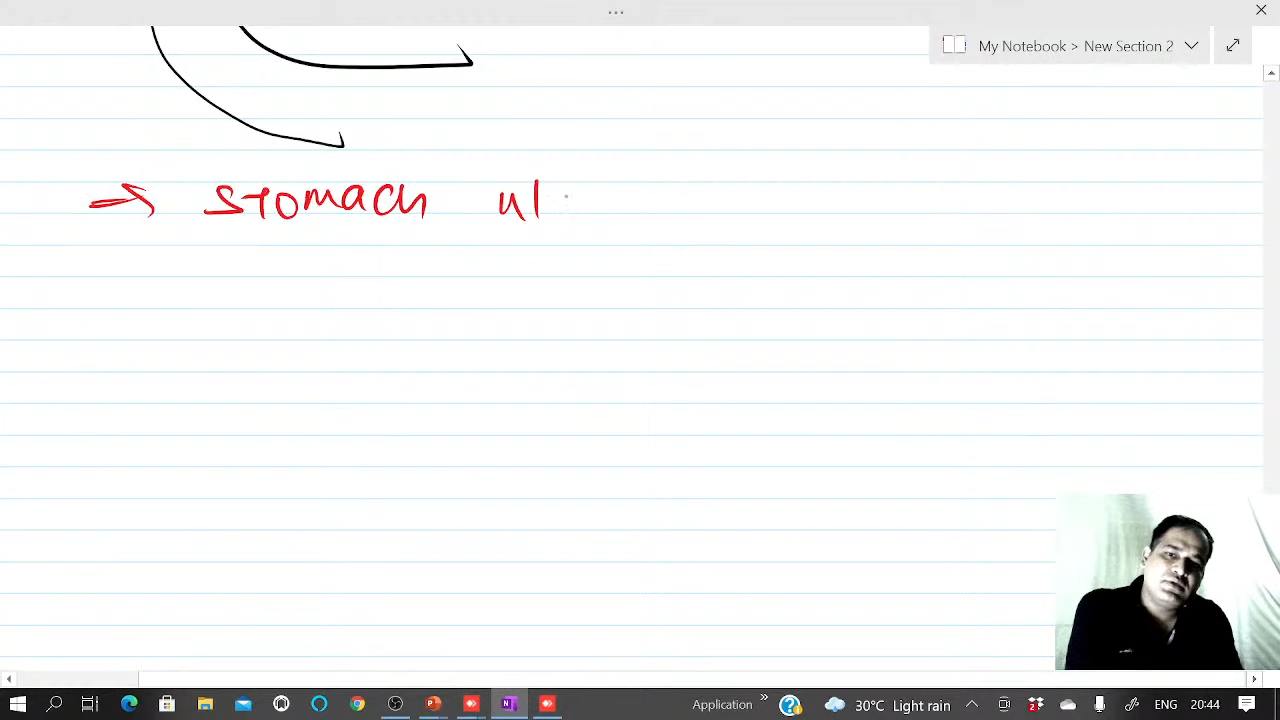 My Notebook > New Section 2
→ stomach ul
Application
30°C Light rain
ENG
20:44